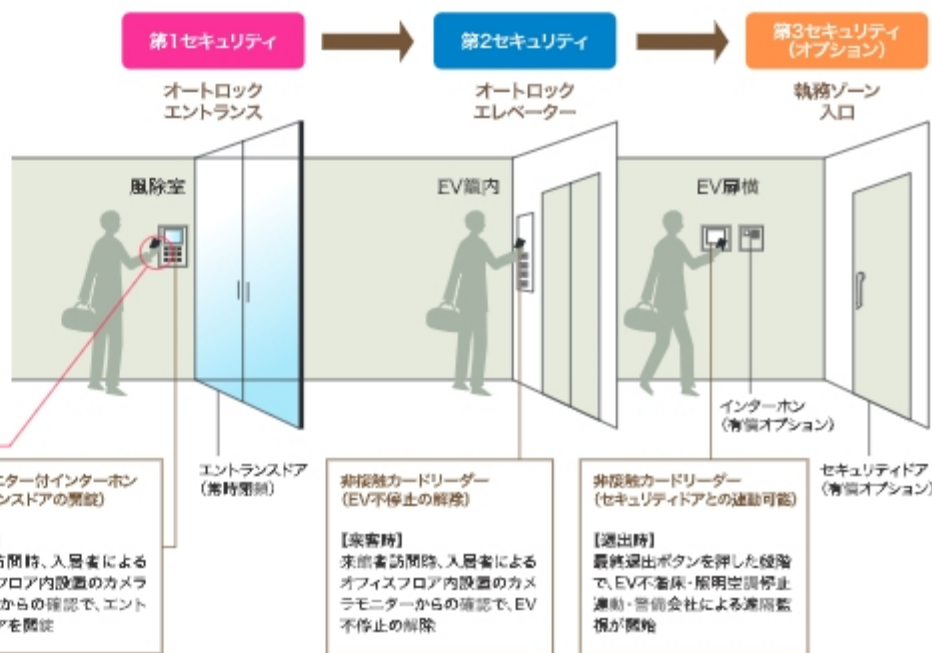 第1セキュリティ
第2セキュリティ
第3セキュリティ
(オプション)
オートロック
エントランス
オートロック
エレベーター
執務ゾーン
入口
風除室
EV籠内
EV扉横
インターホン
(有償オプション)
エントランスドア
(常時閉鎖)
セキュリティドア
(有償オプション)
ニター付インターホン
ンスドアの開錠)
訪問時、入居者による
フロア内設置のカメラ
からの確認で、エント
アを開錠
非接触カードリーダー
(EV不停止の解除)
【来客時】
来館者訪問時、入居者による
オフィスフロア内設置のカメ
ラモニターからの確認で、EV
不停止の解除
非接触カードリーダー
(セキュリティドアとの連動可能)
【退出時】
最終退出ボタンを押した段階
で、EV不着床・照明空調停止
連動・警備会社による遠隔監
視が開始